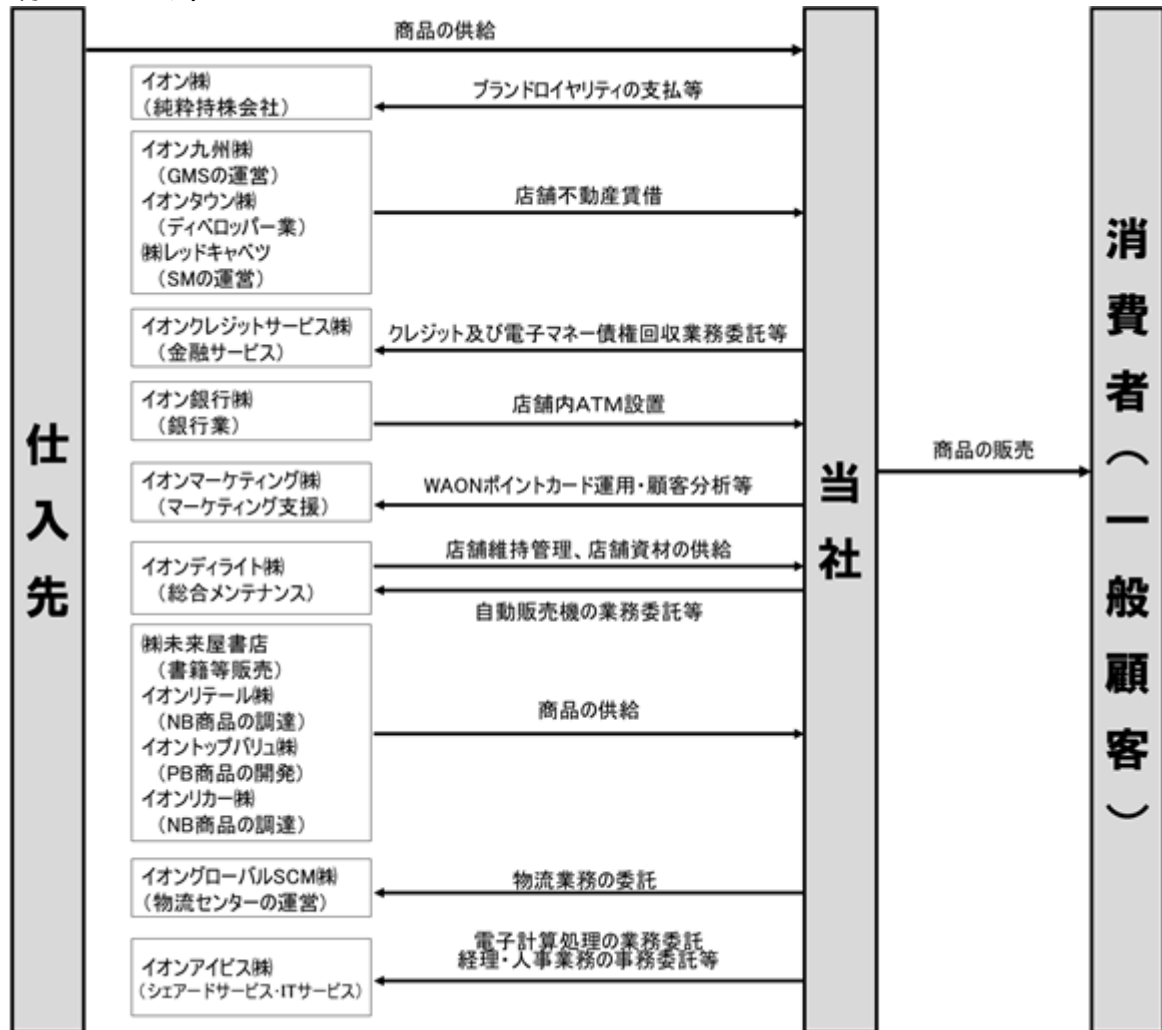 商品の供給
イオン㈱
（純粋持株会社）
ブランドロイヤリティの支払等
イオン九州㈱
（GMSの運営）
イオンタウン㈱
（ディベロッパー業）
㈱レッドキャベツ
（SMの運営）
店舗不動産賃借
イオンクレジットサービス㈱
（金融サービス）
クレジット及び電子マネー債権回収業務委託等
イオン銀行㈱
（銀行業）
店舗内ATM設置
イオンマーケティング㈱
（マーケティング支援）
WAONポイントカード運用・顧客分析等
イオンディライト㈱
（総合メンテナンス）
店舗維持管理、店舗資材の供給
自動販売機の業務委託等
㈱未来屋書店
（書籍等販売）
イオンリテール㈱
（NB商品の調達）
イオントップバリュ㈱
（PB商品の開発）
イオンリカー㈱
（NB商品の調達）
商品の供給
イオングローバルSCM㈱
（物流センターの運営）
物流業務の委託
イオンアイビス㈱
（シェアードサービス・ITサービス）
電子計算処理の業務委託
経理・人事業務の事務委託等
仕入先
当社
商品の販売
消費者（一般顧客）